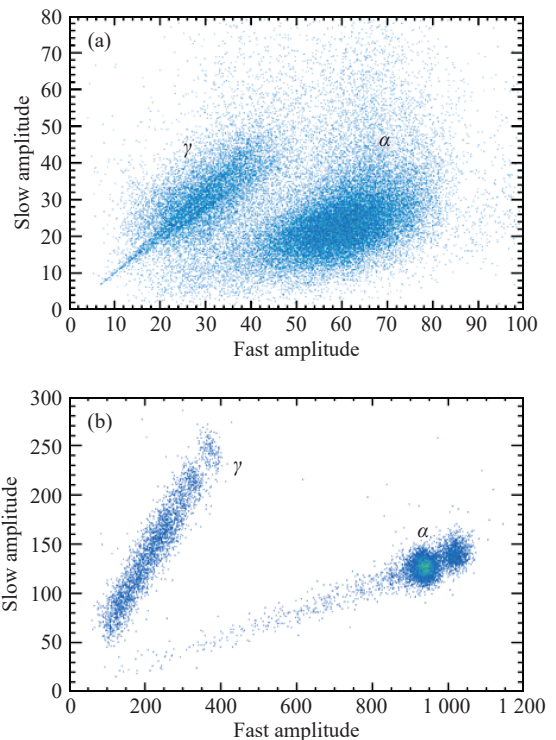 80
(a)
70
60
50
γ
α
40
30
20
10
0
Slow amplitude
0 10 20 30 40 50 60 70 80 90 100
Fast amplitude
300
(b)
250
γ
200
150
α
100
50
0
Slow amplitude
0 200 400 600 800 1 000 1 200
Fast amplitude